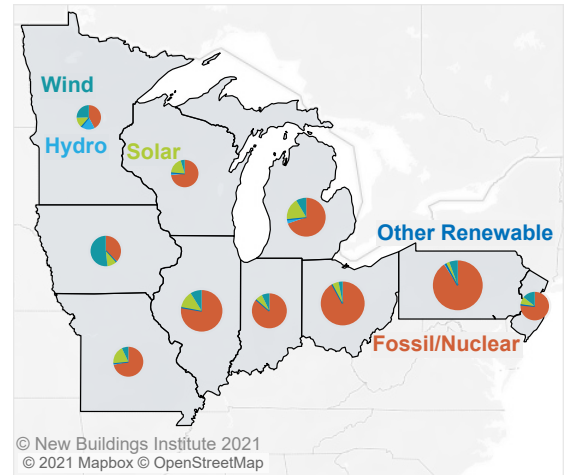 Wind
Hydro
Solar
Other Renewable
Fossil/Nuclear
© New Buildings Institute 2021
© 2021 Mapbox © OpenStreetMap